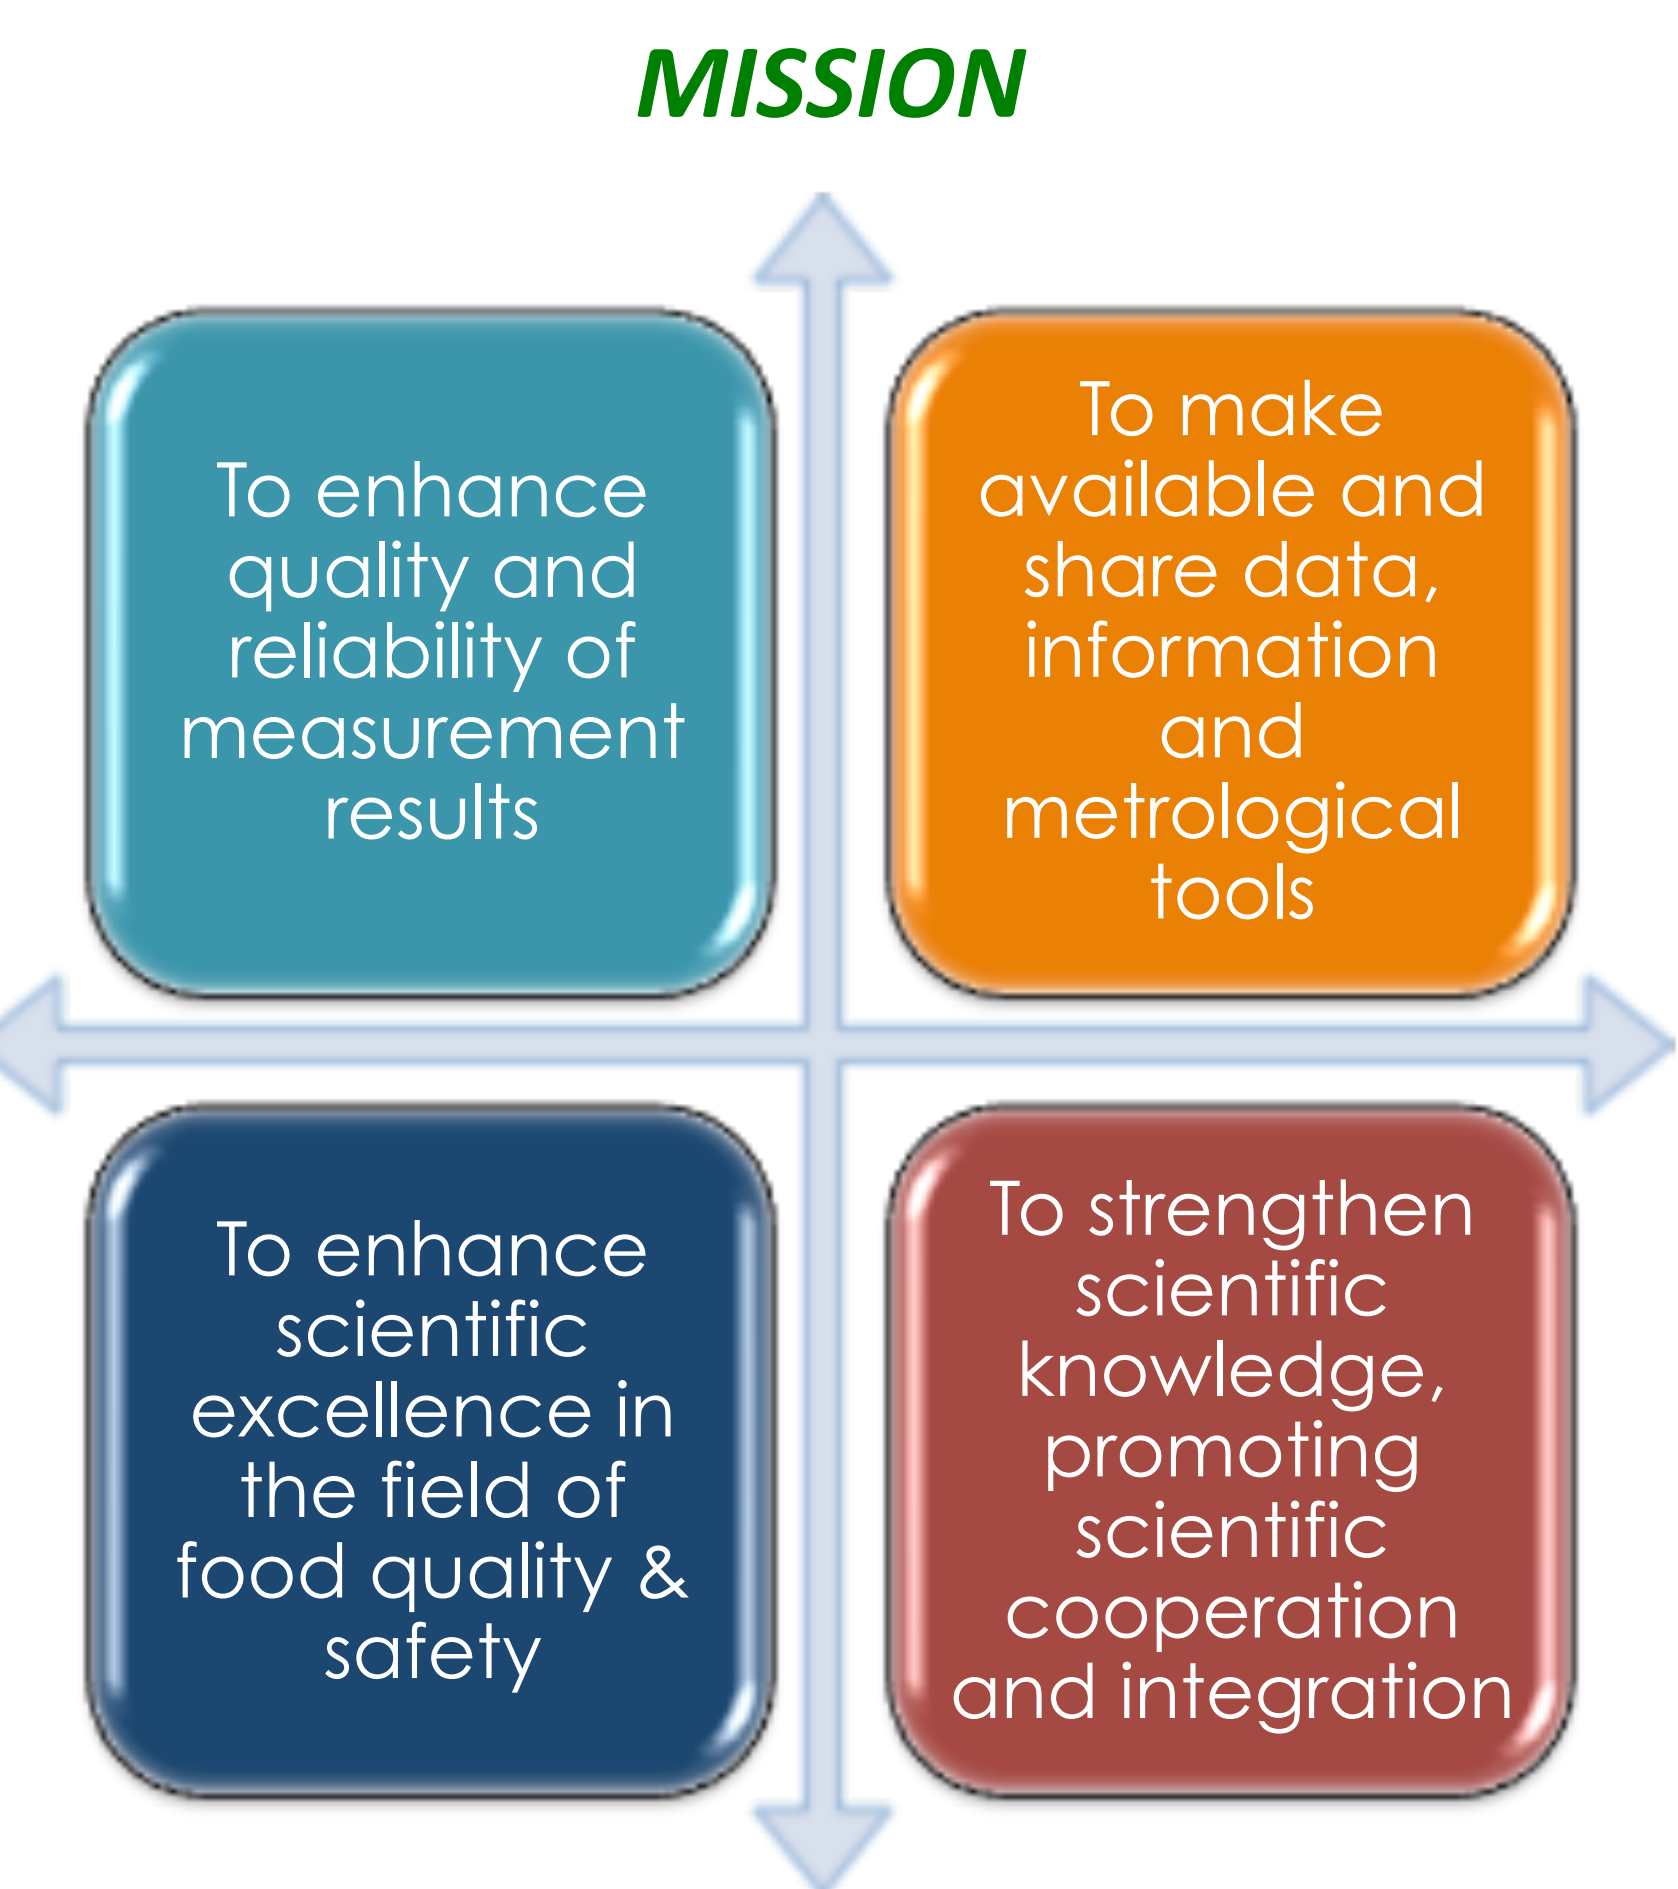 MISSION
To enhance
quality and
reliability of
measurement
results
To make
available and
share data,
information
and
metrological
tools
To enhance
scientific
excellence in
the field of
food quality &
safety
To strengthen
scientific
knowledge,
promoting
scientific
cooperation
and integration